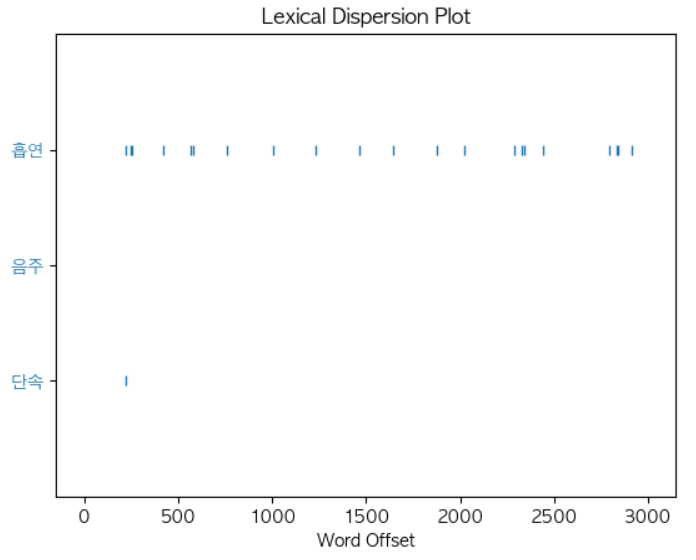 Lexical Dispersion Plot
흡연
음주
단속
0 500 1000 1500 2000 2500 3000
Word Offset